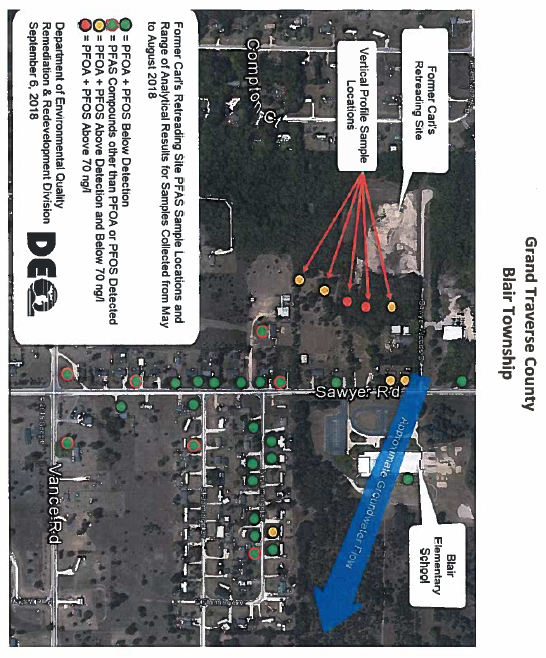 Grand Traverse County
Blair Township
Former Carl's
Retreading Site
Vertical Profile Sample
Locations
Compton Ct
Sawyer Rd
Approximate Groundwater Flow
Blair
Elementary
School
Vance Rd
Former Carl's Retreading Site PFAS Sample Locations and
Range of Analytical Results for Samples Collected from May
to August 2018
= PFOA + PFOS Below Detection
= PFAS Compounds other than PFOA or PFOS Detected
= PFOA + PFOS Above Detection and Below 70 ng/l
= PFOA + PFOS Above 70 ng/l
Department of Environmental Quality
Remediation & Redevelopment Division
September 6, 2018
DEQ